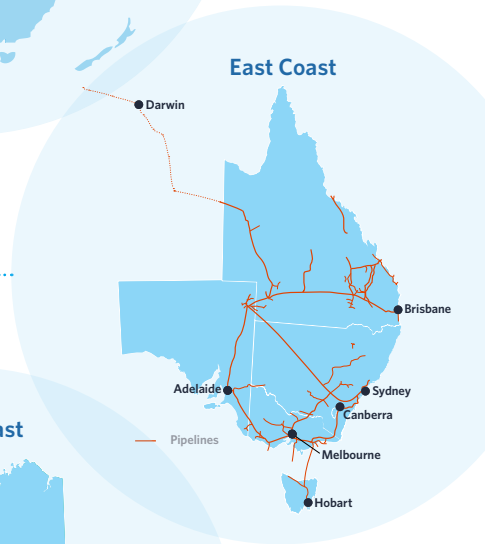 East Coast
Darwin
Brisbane
Adelaide
Sydney
Canberra
ast
Pipelines
Melbourne
Hobart